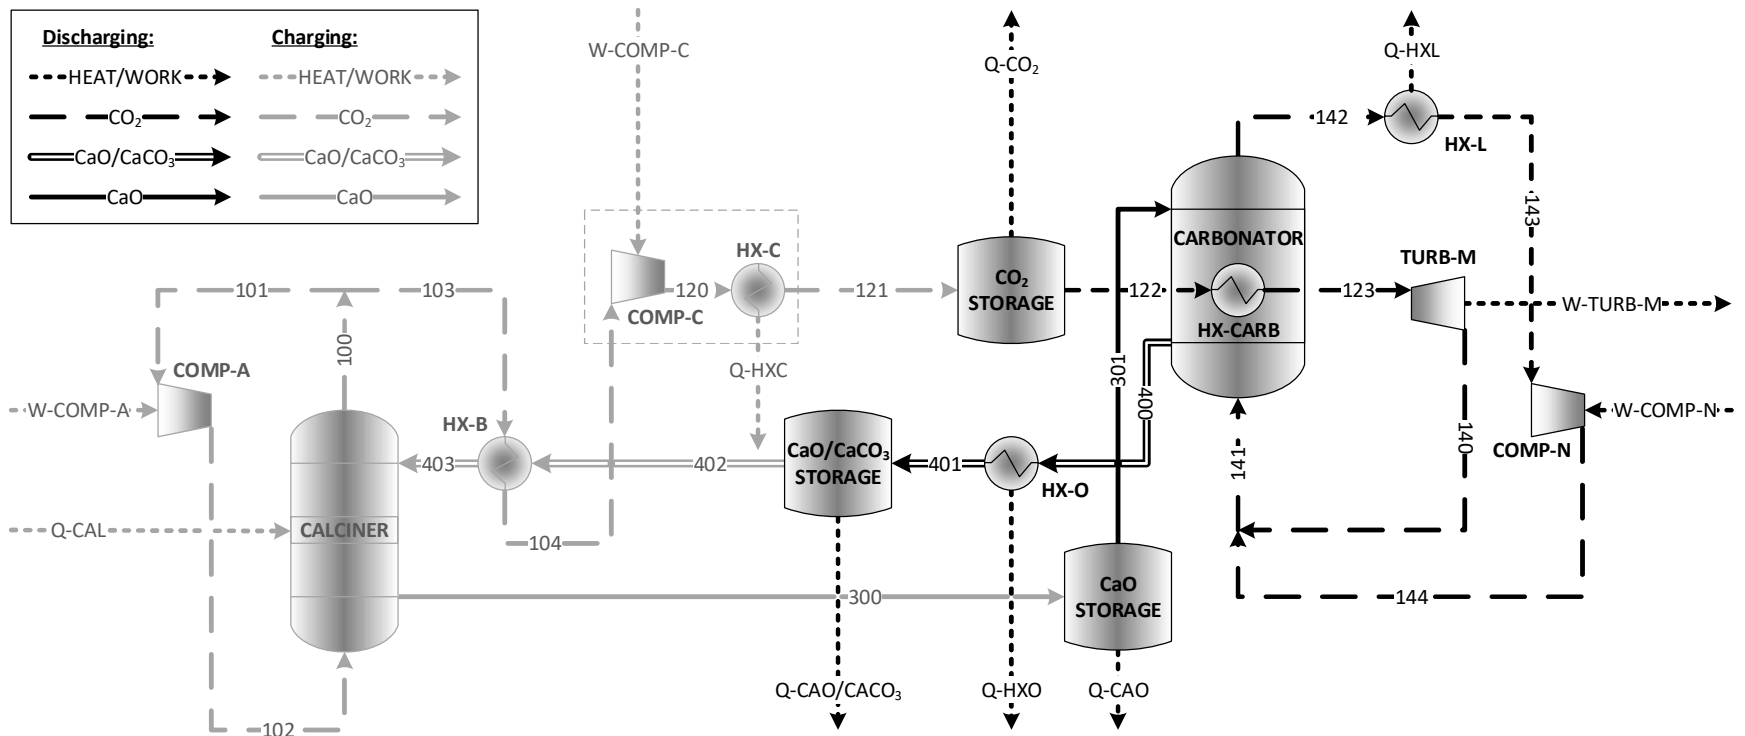 Discharging:
Charging:
HEAT/WORK
HEAT/WORK
CO₂
CO₂
CaO/CaCO₃
CaO/CaCO₃
CaO
CaO
W-COMP-C
Q-CO₂
Q-HXL
142
HX-L
143
HX-C
120
COMP-C
121
CO₂
STORAGE
122
CARBONATOR
HX-CARB
123
TURB-M
W-TURB-M
101
103
100
COMP-A
W-COMP-A
Q-HXC
301
400
140
W-COMP-N
COMP-N
HX-B
403
402
CaO/CaCO₃
STORAGE
401
HX-O
141
Q-CAL
CALCINER
104
300
CaO
STORAGE
144
Q-CAO/CACO₃
Q-HXO
Q-CAO
102